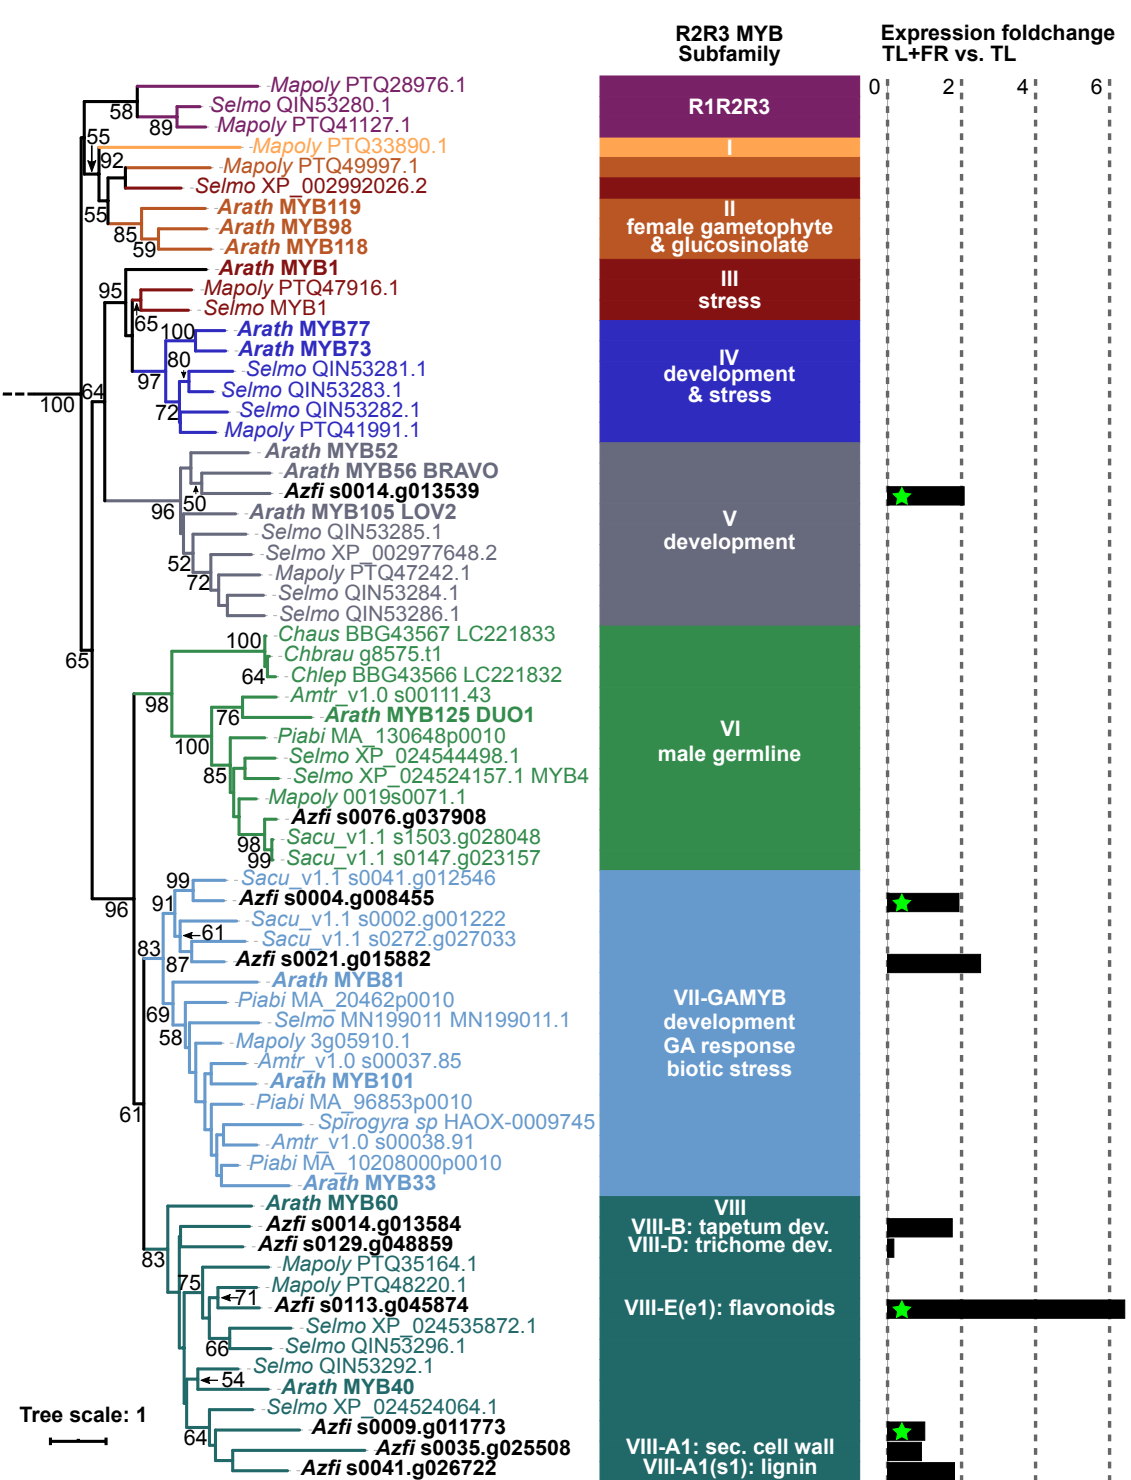 R2R3 MYB
Subfamily
Expression foldchange
TL+FR vs. TL
0 2 4 6
Mapoly PTQ28976.1
Selmo QIN53280.1
Mapoly PTQ41127.1
Mapoly PTQ33890.1
Mapoly PTQ49997.1
Selmo XP_002992026.2
Arath MYB119
Arath MYB98
Arath MYB118
Arath MYB1
Mapoly PTQ47916.1
Selmo MYB1
Arath MYB77
Arath MYB73
Selmo QIN53281.1
Selmo QIN53283.1
Selmo QIN53282.1
Mapoly PTQ41991.1
Arath MYB52
Arath MYB56 BRAVO
Azfi s0014.g013539
Arath MYB105 LOV2
Selmo QIN53285.1
Selmo XP_002977648.2
Mapoly PTQ47242.1
Selmo QIN53284.1
Selmo QIN53286.1
Chaus BBG43567 LC221833
Chbrau g8575.t1
Chlep BBG43566 LC221832
Amtr_v1.0 s00111.43
Arath MYB125 DUO1
Piabi MA_130648p0010
Selmo XP_024544498.1
Selmo XP_024524157.1 MYB4
Mapoly 0019s0071.1
Azfi s0076.g037908
Sacu_v1.1 s1503.g028048
Sacu_v1.1 s0147.g023157
Sacu_v1.1 s0041.g012546
Azfi s0004.g008455
Sacu_v1.1 s0002.g001222
Sacu_v1.1 s0272.g027033
Azfi s0021.g015882
Arath MYB81
Piabi MA_20462p0010
Selmo MN199011 MN199011.1
Mapoly 3g05910.1
Amtr_v1.0 s00037.85
Arath MYB101
Piabi MA_96853p0010
Spirogyra sp HAOX-0009745
Amtr_v1.0 s00038.91
Piabi MA_10208000p0010
Arath MYB33
Arath MYB60
Azfi s0014.g013584
Azfi s0129.g048859
Mapoly PTQ35164.1
Mapoly PTQ48220.1
Azfi s0113.g045874
Selmo XP_024535872.1
Selmo QIN53296.1
Selmo QIN53292.1
Arath MYB40
Selmo XP_024524064.1
Azfi s0009.g011773
Azfi s0035.g025508
Azfi s0041.g026722
58
89
55
92
55
85
59
95
65
100
80
97
72
64
100
96
50
52
72
65
100
64
98
76
100
85
98
99
96
99
91
61
83
87
69
58
61
83
75
71
66
54
64
Tree scale: 1
R1R2R3
I
II
female gametophyte
& glucosinolate
III
stress
IV
development
& stress
V
development
VI
male germline
VII-GAMYB
development
GA response
biotic stress
VIII
VIII-B: tapetum dev.
VIII-D: trichome dev.
VIII-E(e1): flavonoids
VIII-A1: sec. cell wall
VIII-A1(s1): lignin